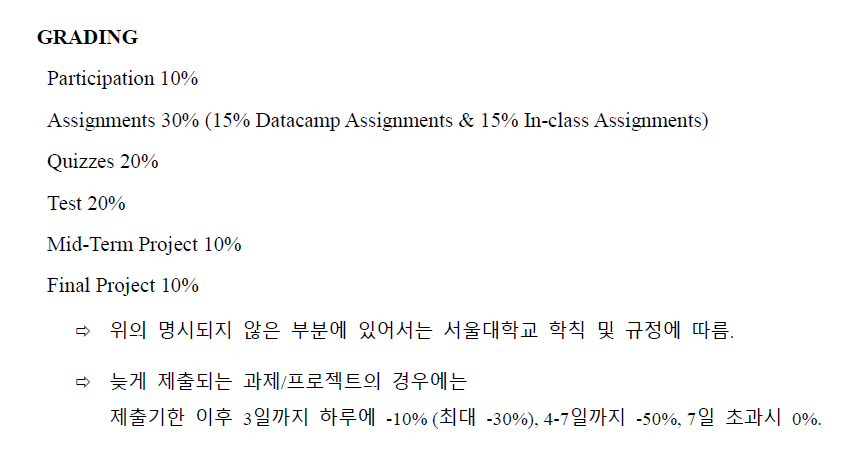 GRADING
Participation 10%
Assignments 30% (15% Datacamp Assignments & 15% In-class Assignments)
Quizzes 20%
Test 20%
Mid-Term Project 10%
Final Project 10%
⇨ 위의 명시되지 않은 부분에 있어서는 서울대학교 학칙 및 규정에 따름.
⇨ 늦게 제출되는 과제/프로젝트의 경우에는
제출기한 이후 3일까지 하루에 -10% (최대 -30%), 4-7일까지 -50%, 7일 초과시 0%.